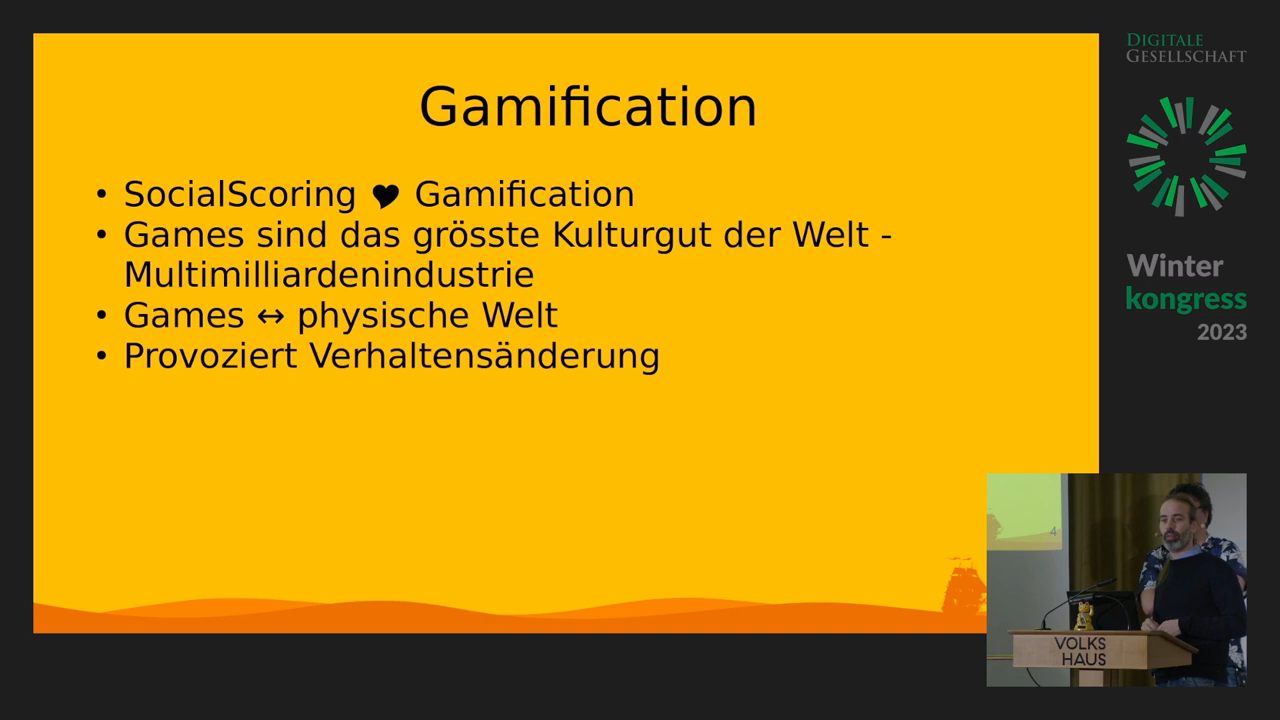 Gamification
• SocialScoring ♥ Gamification
• Games sind das grösste Kulturgut der Welt -
Multimilliardenindustrie
• Games ↔ physische Welt
• Provoziert Verhaltensänderung
DIGITALE
GESELLSCHAFT
Winter
kongress
2023
4
VOLKS
HAUS